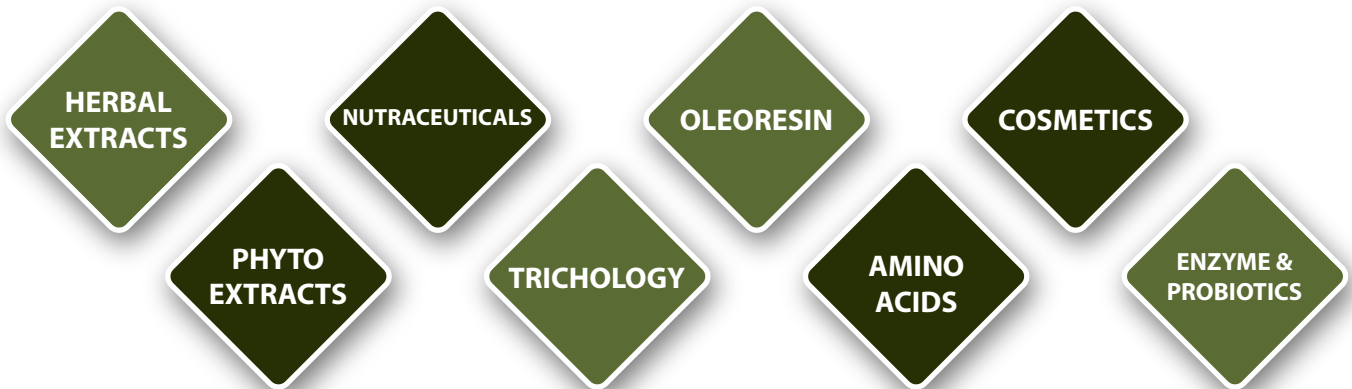 HERBAL
EXTRACTS
NUTRACEUTICALS
OLEORESIN
COSMETICS
PHYTO
EXTRACTS
TRICHOLOGY
AMINO
ACIDS
ENZYME &
PROBIOTICS